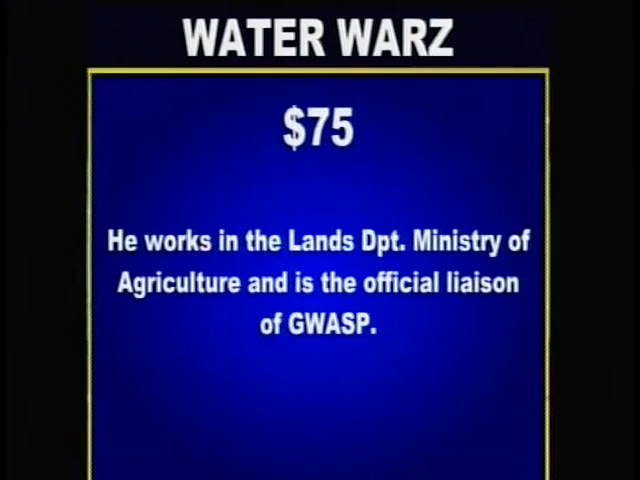 WATER WARZ
$75
He works in the Lands Dpt. Ministry of
Agriculture and is the official liaison
of GWASP.